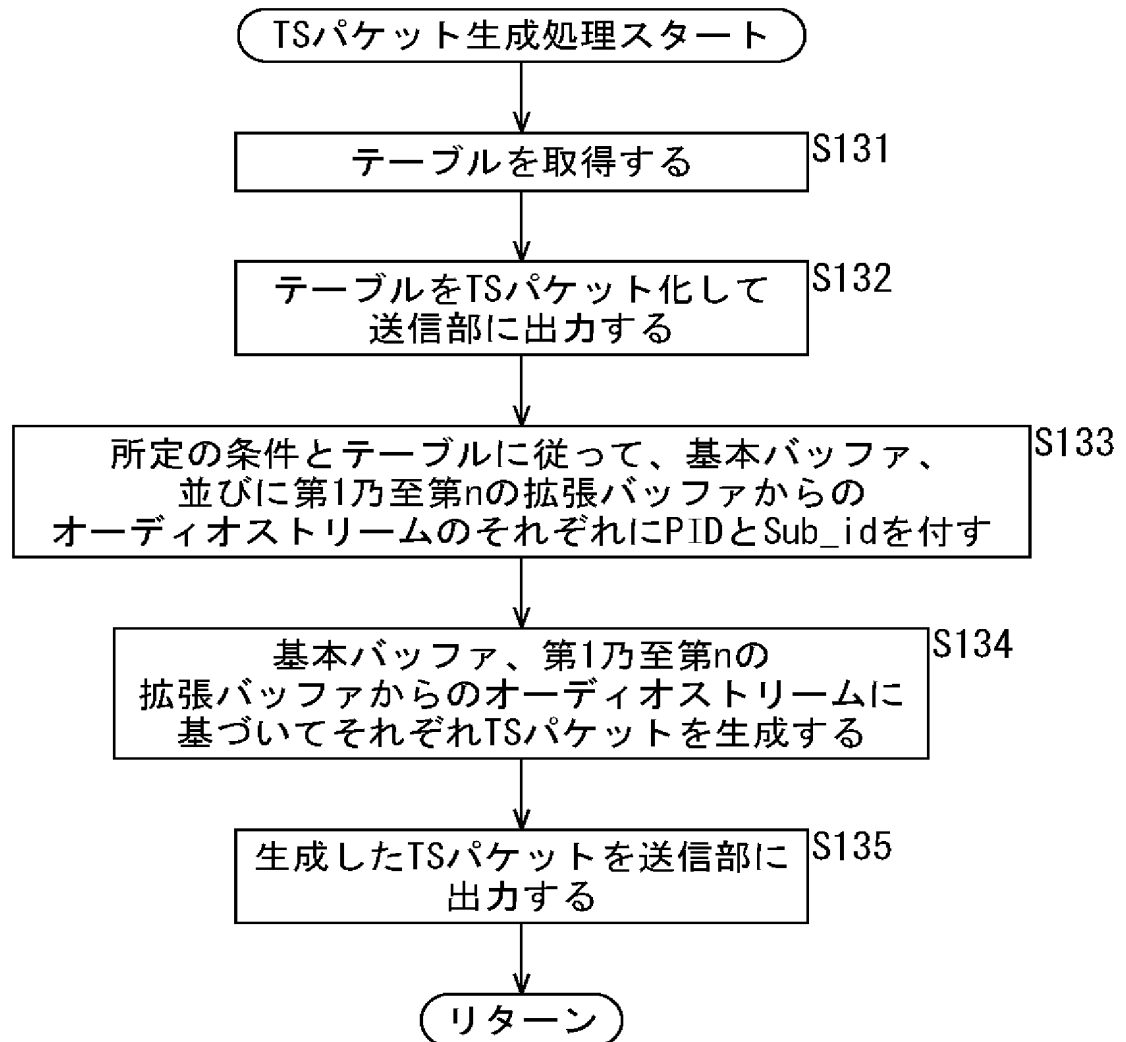 TSパケット生成処理スタート
テーブルを取得する
S131
テーブルをTSパケット化して
送信部に出力する
S132
所定の条件とテーブルに従って、基本バッファ、
並びに第1乃至第nの拡張バッファからの
オーディオストリームのそれぞれにPIDとSub_idを付す
S133
基本バッファ、第1乃至第nの
拡張バッファからのオーディオストリームに
基づいてそれぞれTSパケットを生成する
S134
生成したTSパケットを送信部に
出力する
S135
リターン